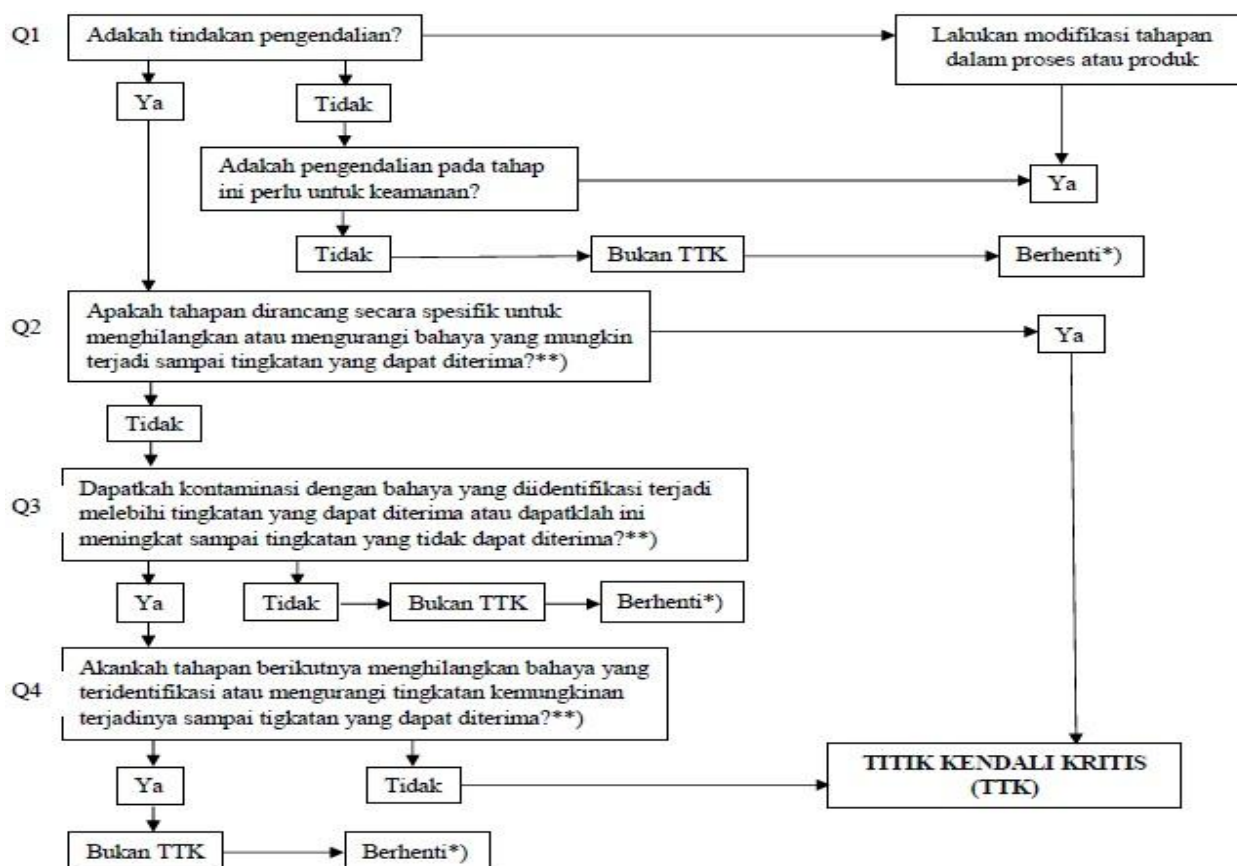 Q1
Adakah tindakan pengendalian?
Lakukan modifikasi tahapan
dalam proses atau produk
Ya
Tidak
Adakah pengendalian pada tahap
ini perlu untuk keamanan?
Ya
Tidak
Bukan TTK
Berhenti*)
Q2
Apakah tahapan dirancang secara spesifik untuk
menghilangkan atau mengurangi bahaya yang mungkin
terjadi sampai tingkatan yang dapat diterima?**)
Ya
Tidak
Q3
Dapatkah kontaminasi dengan bahaya yang diidentifikasi terjadi
melebihi tingkatan yang dapat diterima atau dapatklah ini
meningkat sampai tingkatan yang tidak dapat diterima?**)
Ya
Tidak
Bukan TTK
Berhenti*)
Q4
Akankah tahapan berikutnya menghilangkan bahaya yang
teridentifikasi atau mengurangi tingkatan kemungkinan
terjadinya sampai tigkatan yang dapat diterima?**)
Ya
Tidak
TITIK KENDALI KRITIS
(TTK)
Bukan TTK
Berhenti*)